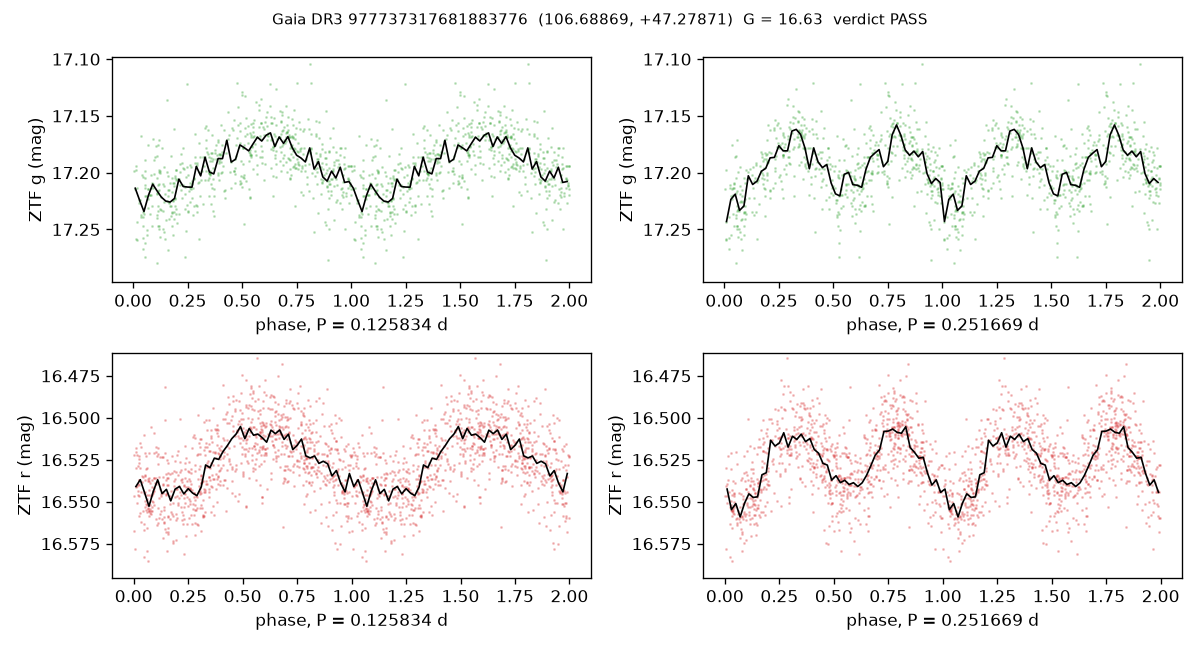 Gaia DR3 977737317681883776  (106.68869, +47.27871)  G = 16.63  verdict PASS
ZTF g (mag)
17.10
17.15
17.20
17.25
0.00 0.25 0.50 0.75 1.00 1.25 1.50 1.75 2.00
phase, P = 0.125834 d
ZTF g (mag)
17.10
17.15
17.20
17.25
0.00 0.25 0.50 0.75 1.00 1.25 1.50 1.75 2.00
phase, P = 0.251669 d
ZTF r (mag)
16.475
16.500
16.525
16.550
16.575
0.00 0.25 0.50 0.75 1.00 1.25 1.50 1.75 2.00
phase, P = 0.125834 d
ZTF r (mag)
16.475
16.500
16.525
16.550
16.575
0.00 0.25 0.50 0.75 1.00 1.25 1.50 1.75 2.00
phase, P = 0.251669 d